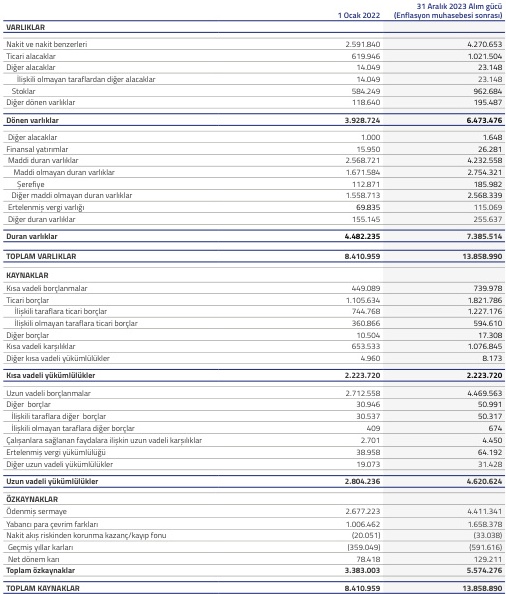 1 Ocak 2022 31 Aralık 2023 Alım gücü (Enflasyon muhasebesi sonrası)
VARLIKLAR
Nakit ve nakit benzerleri 2.591.840 4.270.653
Ticari alacaklar 619.946 1.021.504
Diğer alacaklar 14.049 23.148
İlişkili olmayan taraflardan diğer alacaklar 14.049 23.148
Stoklar 584.249 962.684
Diğer dönen varlıklar 118.640 195.487
Dönen varlıklar 3.928.724 6.473.476
Diğer alacaklar 1.000 1.648
Finansal yatırımlar 15.950 26.281
Maddi duran varlıklar 2.568.721 4.232.558
Maddi olmayan duran varlıklar 1.671.584 2.754.321
Şerefiye 112.871 185.982
Diğer maddi olmayan duran varlıklar 1.558.713 2.568.339
Ertelenmiş vergi varlığı 69.835 115.069
Diğer duran varlıklar 155.145 255.637
Duran varlıklar 4.482.235 7.385.514
TOPLAM VARLIKLAR 8.410.959 13.858.990
KAYNAKLAR
Kısa vadeli borçlanmalar 449.089 739.978
Ticari borçlar 1.105.634 1.821.786
İlişkili taraflara ticari borçlar 744.768 1.227.176
İlişkili olmayan taraflara ticari borçlar 360.866 594.610
Diğer borçlar 10.504 17.308
Kısa vadeli karşılıklar 653.533 1.076.845
Diğer kısa vadeli yükümlülükler 4.960 8.173
Kısa vadeli yükümlülükler 2.223.720 2.223.720
Uzun vadeli borçlanmalar 2.712.558 4.469.563
Diğer borçlar 30.946 50.991
İlişkili taraflara diğer borçlar 30.537 50.317
İlişkili olmayan taraflara diğer borçlar 409 674
Çalışanlara sağlanan faydalara ilişkin uzun vadeli karşılıklar 2.701 4.450
Ertelenmiş vergi yükümlülüğü 38.958 64.192
Diğer uzun vadeli yükümlülükler 19.073 31.428
Uzun vadeli yükümlülükler 2.804.236 4.620.624
ÖZKAYNAKLAR
Ödenmiş sermaye 2.677.223 4.411.341
Yabancı para çevrim farkları 1.006.462 1.658.378
Nakit akış riskinden korunma kazanç/kayıp fonu (20.051) (33.038)
Geçmiş yıllar karları (359.049) (591.616)
Net dönem karı 78.418 129.211
Toplam özkaynaklar 3.383.003 5.574.276
TOPLAM KAYNAKLAR 8.410.959 13.858.890